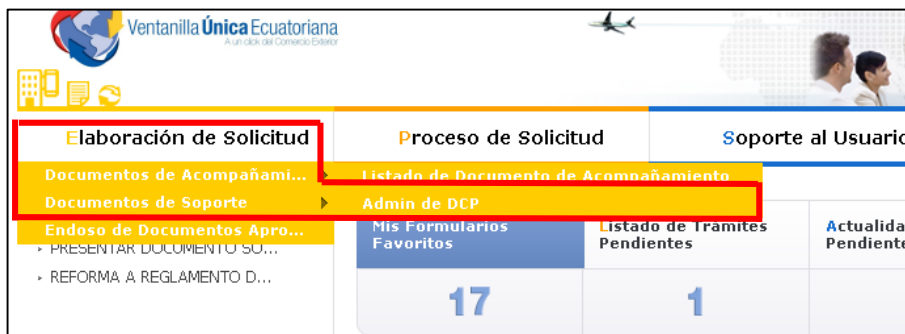 Ventanilla Única Ecuatoriana
A un click del Comercio Exterior
Elaboración de Solicitud
Proceso de Solicitud
Soporte al Usuario
Documentos de Acompañami...
Listado de Documento de Acompañamiento
Documentos de Soporte
Admin de DCP
Endoso de Documentos Apro...
Mis Formularios Favoritos
Listado de Trámites Pendientes
Actualida
Pendiente
PRESENTAR DOCUMENTO SO...
REFORMA A REGLAMENTO D...
17
1